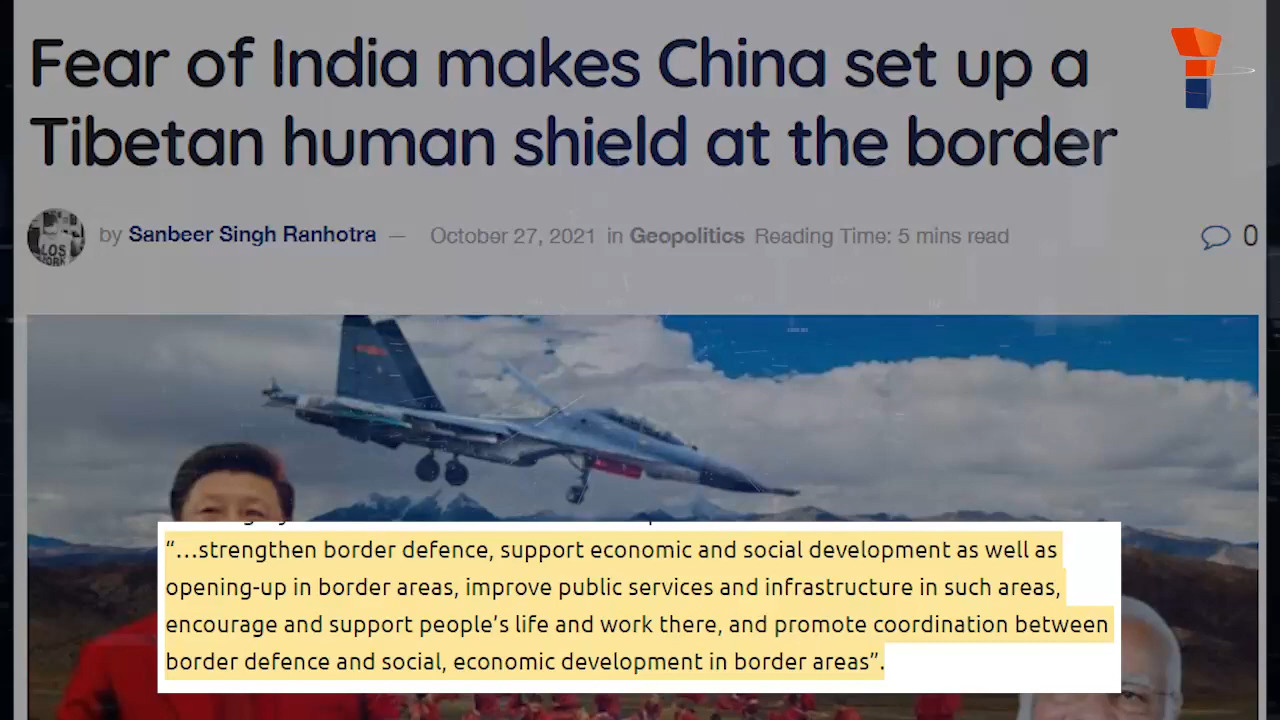 Fear of India makes China set up a
Tibetan human shield at the border
by Sanbeer Singh Ranhotra — October 27, 2021 in Geopolitics Reading Time: 5 mins read 0
“…strengthen border defence, support economic and social development as well as
opening-up in border areas, improve public services and infrastructure in such areas,
encourage and support people’s life and work there, and promote coordination between
border defence and social, economic development in border areas”.